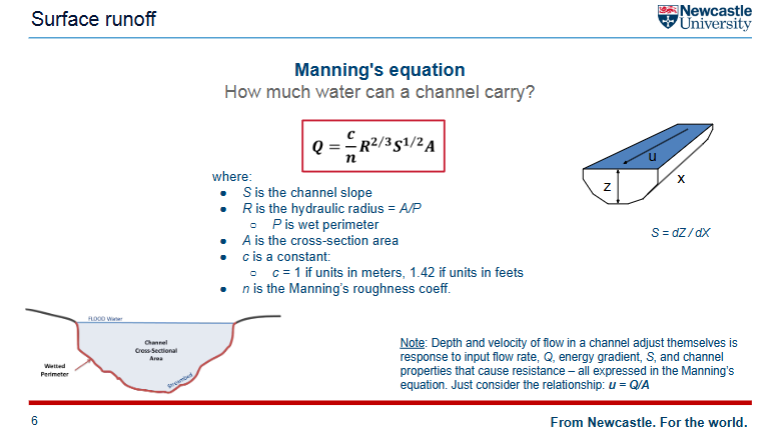 Surface runoff
Newcastle
University
Manning's equation
How much water can a channel carry?
Q = c/n R^2/3 S^1/2 A
where:
● S is the channel slope
● R is the hydraulic radius = A/P
○ P is wet perimeter
● A is the cross-section area
● c is a constant:
○ c = 1 if units in meters, 1.42 if units in feets
● n is the Manning's roughness coeff.
u
z
x
S = dZ / dX
FLOOD Water
Channel
Cross-Sectional
Area
Wetted
Perimeter
Streambed
Note: Depth and velocity of flow in a channel adjust themselves is
response to input flow rate, Q, energy gradient, S, and channel
properties that cause resistance – all expressed in the Manning's
equation. Just consider the relationship: u = Q/A
6
From Newcastle. For the world.